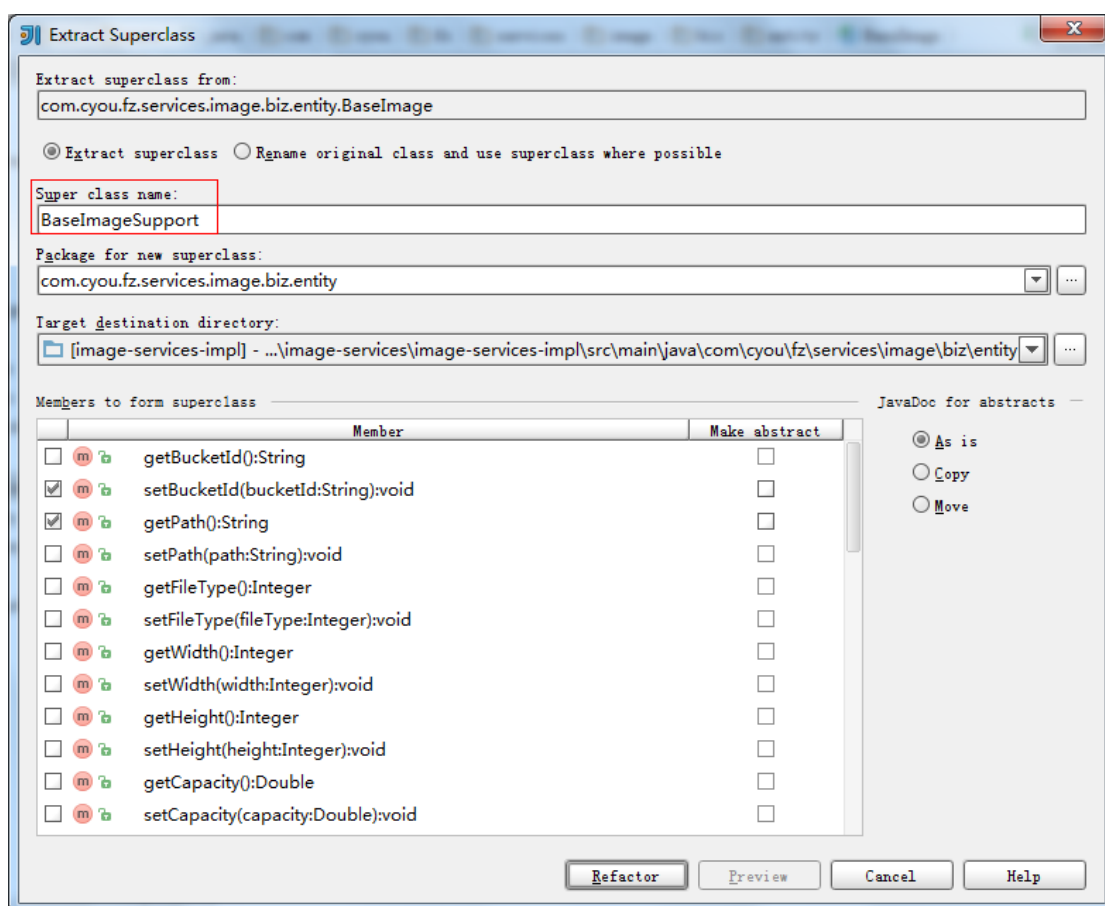 Extract Superclass
X
Extract superclass from:
com.cyou.fz.services.image.biz.entity.BaseImage
Extract superclass Rename original class and use superclass where possible
Super class name:
BaseImageSupport
Package for new superclass:
com.cyou.fz.services.image.biz.entity
...
Target destination directory:
[image-services-impl] - ...\image-services\image-services-impl\src\main\java\com\cyou\fz\services\image\biz\entity
...
Members to form superclass
JavaDoc for abstracts
Member Make abstract
As is
Copy
Move
m getBucketId():String
m setBucketId(bucketId:String):void
m getPath():String
m setPath(path:String):void
m getFileType():Integer
m setFileType(fileType:Integer):void
m getWidth():Integer
m setWidth(width:Integer):void
m getHeight():Integer
m setHeight(height:Integer):void
m getCapacity():Double
m setCapacity(capacity:Double):void
Refactor Preview Cancel Help